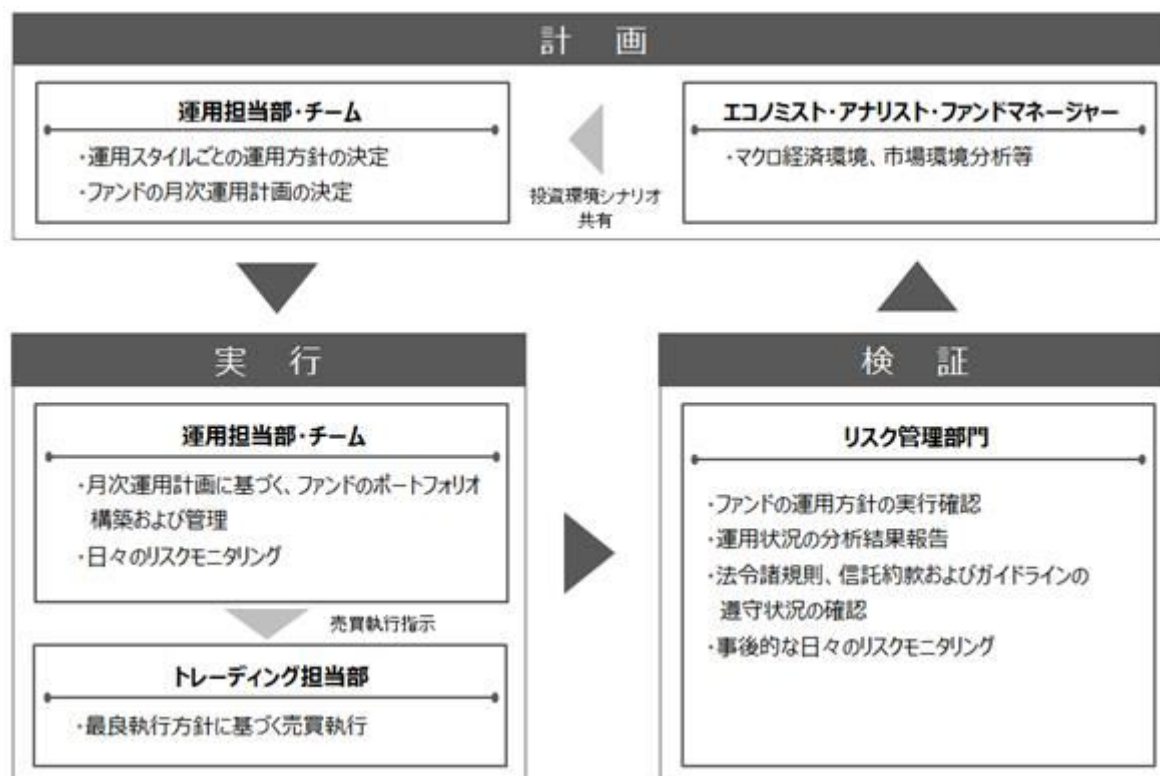 計 画
運用担当部・チーム
・運用スタイルごとの運用方針の決定
・ファンドの月次運用計画の決定
投資環境シナリオ
共有
エコノミスト・アナリスト・ファンドマネージャー
・マクロ経済環境、市場環境分析等
実 行
運用担当部・チーム
・月次運用計画に基づく、ファンドのポートフォリオ
構築および管理
・日々のリスクモニタリング
売買執行指示
トレーディング担当部
・最良執行方針に基づく売買執行
検 証
リスク管理部門
・ファンドの運用方針の実行確認
・運用状況の分析結果報告
・法令諸規則、信託約款およびガイドラインの
遵守状況の確認
・事後的な日々のリスクモニタリング